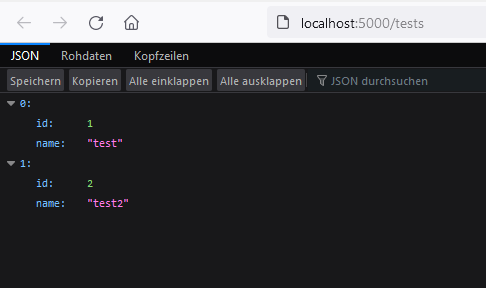 localhost:5000/tests
JSON Rohdaten Kopfzeilen
Speichern Kopieren Alle einklappen Alle ausklappen JSON durchsuchen
0:
id: 1
name: "test"
1:
id: 2
name: "test2"